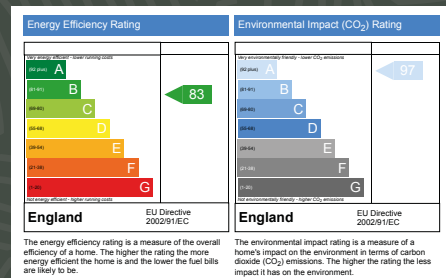 Energy Efficiency Rating
Very energy efficient - lower running costs
(92 plus) A
(81-91) B
(69-80) C
(55-68) D
(39-54) E
(21-38) F
(1-20) G
83
Not energy efficient - higher running costs
England
EU Directive
2002/91/EC
The energy efficiency rating is a measure of the overall
efficiency of a home. The higher the rating the more
energy efficient the home is and the lower the fuel bills
are likely to be.
Environmental Impact (CO2) Rating
Very environmentally friendly - lower CO2 emissions
(92 plus) A
(81-91) B
(69-80) C
(55-68) D
(39-54) E
(21-38) F
(1-20) G
97
Not environmentally friendly - higher CO2 emissions
England
EU Directive
2002/91/EC
The environmental impact rating is a measure of a
home's impact on the environment in terms of carbon
dioxide (CO2) emissions. The higher the rating the less
impact it has on the environment.